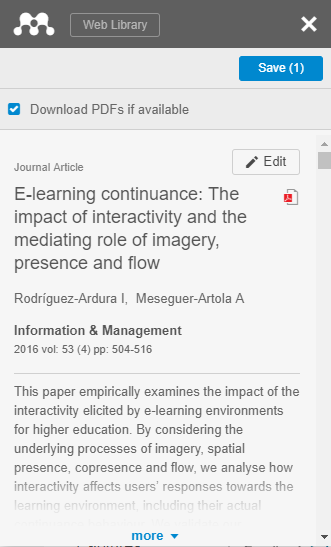 Web Library
Save (1)
Download PDFs if available
Journal Article
Edit
E-learning continuance: The
impact of interactivity and the
mediating role of imagery,
presence and flow
Rodríguez-Ardura I, Meseguer-Artola A
Information & Management
2016 vol: 53 (4) pp: 504-516
This paper empirically examines the impact of the
interactivity elicited by e-learning environments
for higher education. By considering the
underlying processes of imagery, spatial
presence, copresence and flow, we analyse how
interactivity affects users' responses towards the
learning environment, including their actual
more